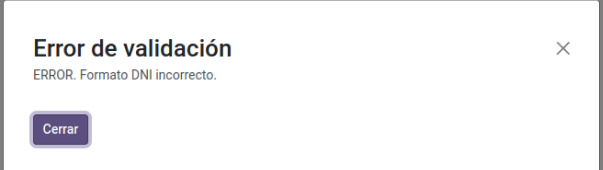 Error de validación
ERROR. Formato DNI incorrecto.
Cerrar